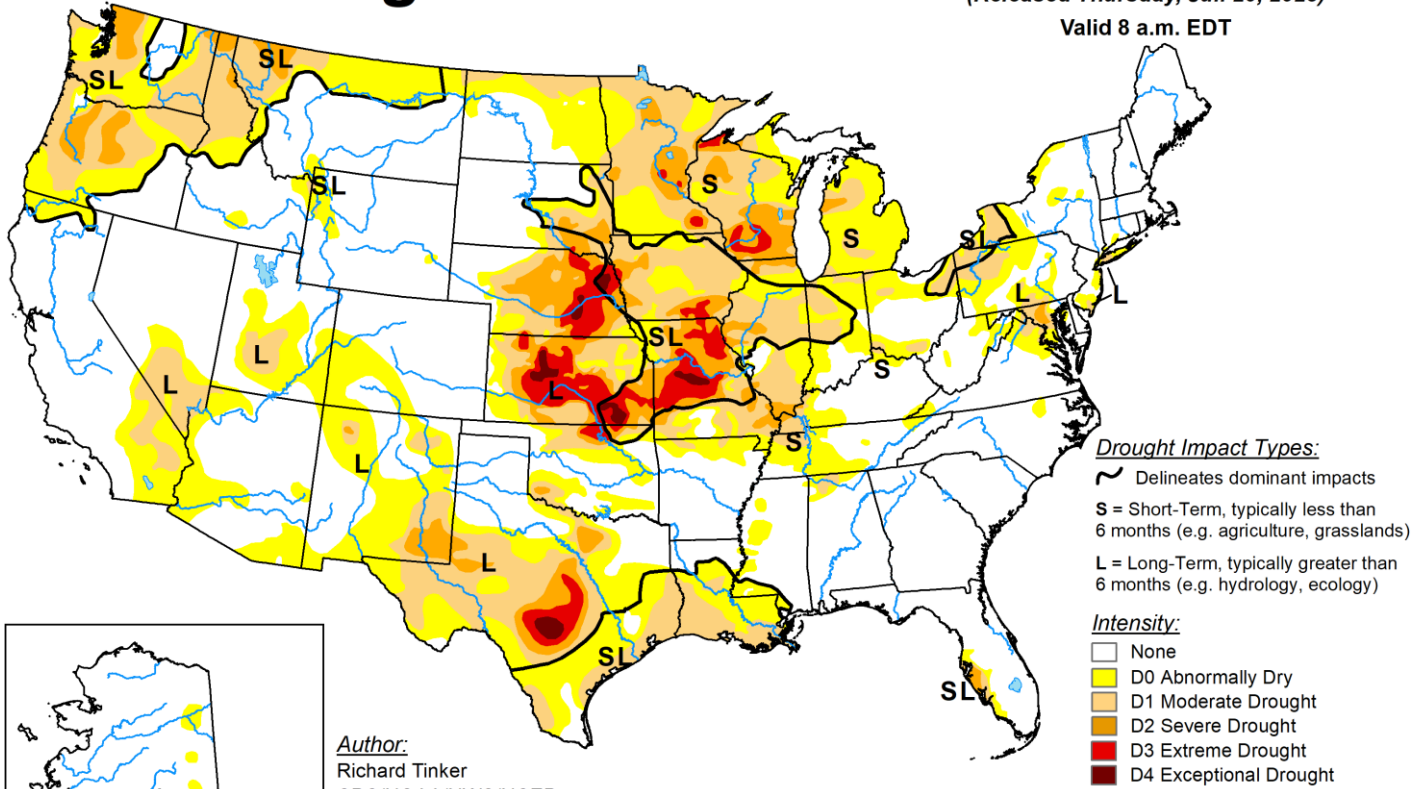 (Released Thursday,
Valid 8 a.m. EDT
SL
SL
SL
S
S
SL
L
L
SL
S
L
L
L
L
S
L
SL
SL
Drought Impact Types:
Delineates dominant impacts
S = Short-Term, typically less than
6 months (e.g. agriculture, grasslands)
L = Long-Term, typically greater than
6 months (e.g. hydrology, ecology)
Intensity:
None
D0 Abnormally Dry
D1 Moderate Drought
D2 Severe Drought
D3 Extreme Drought
D4 Exceptional Drought
Author:
Richard Tinker